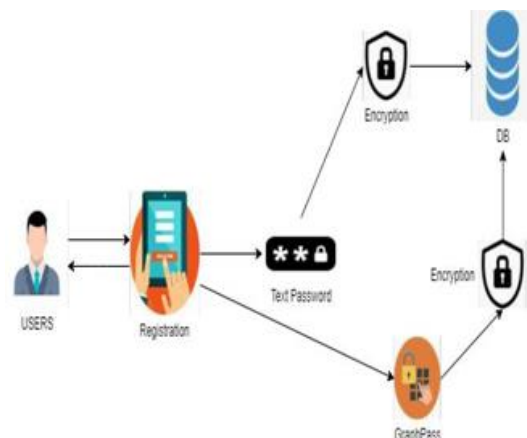 Encryption
DB
USERS
Registration
* *
Text Password
Encryption
GraphPass